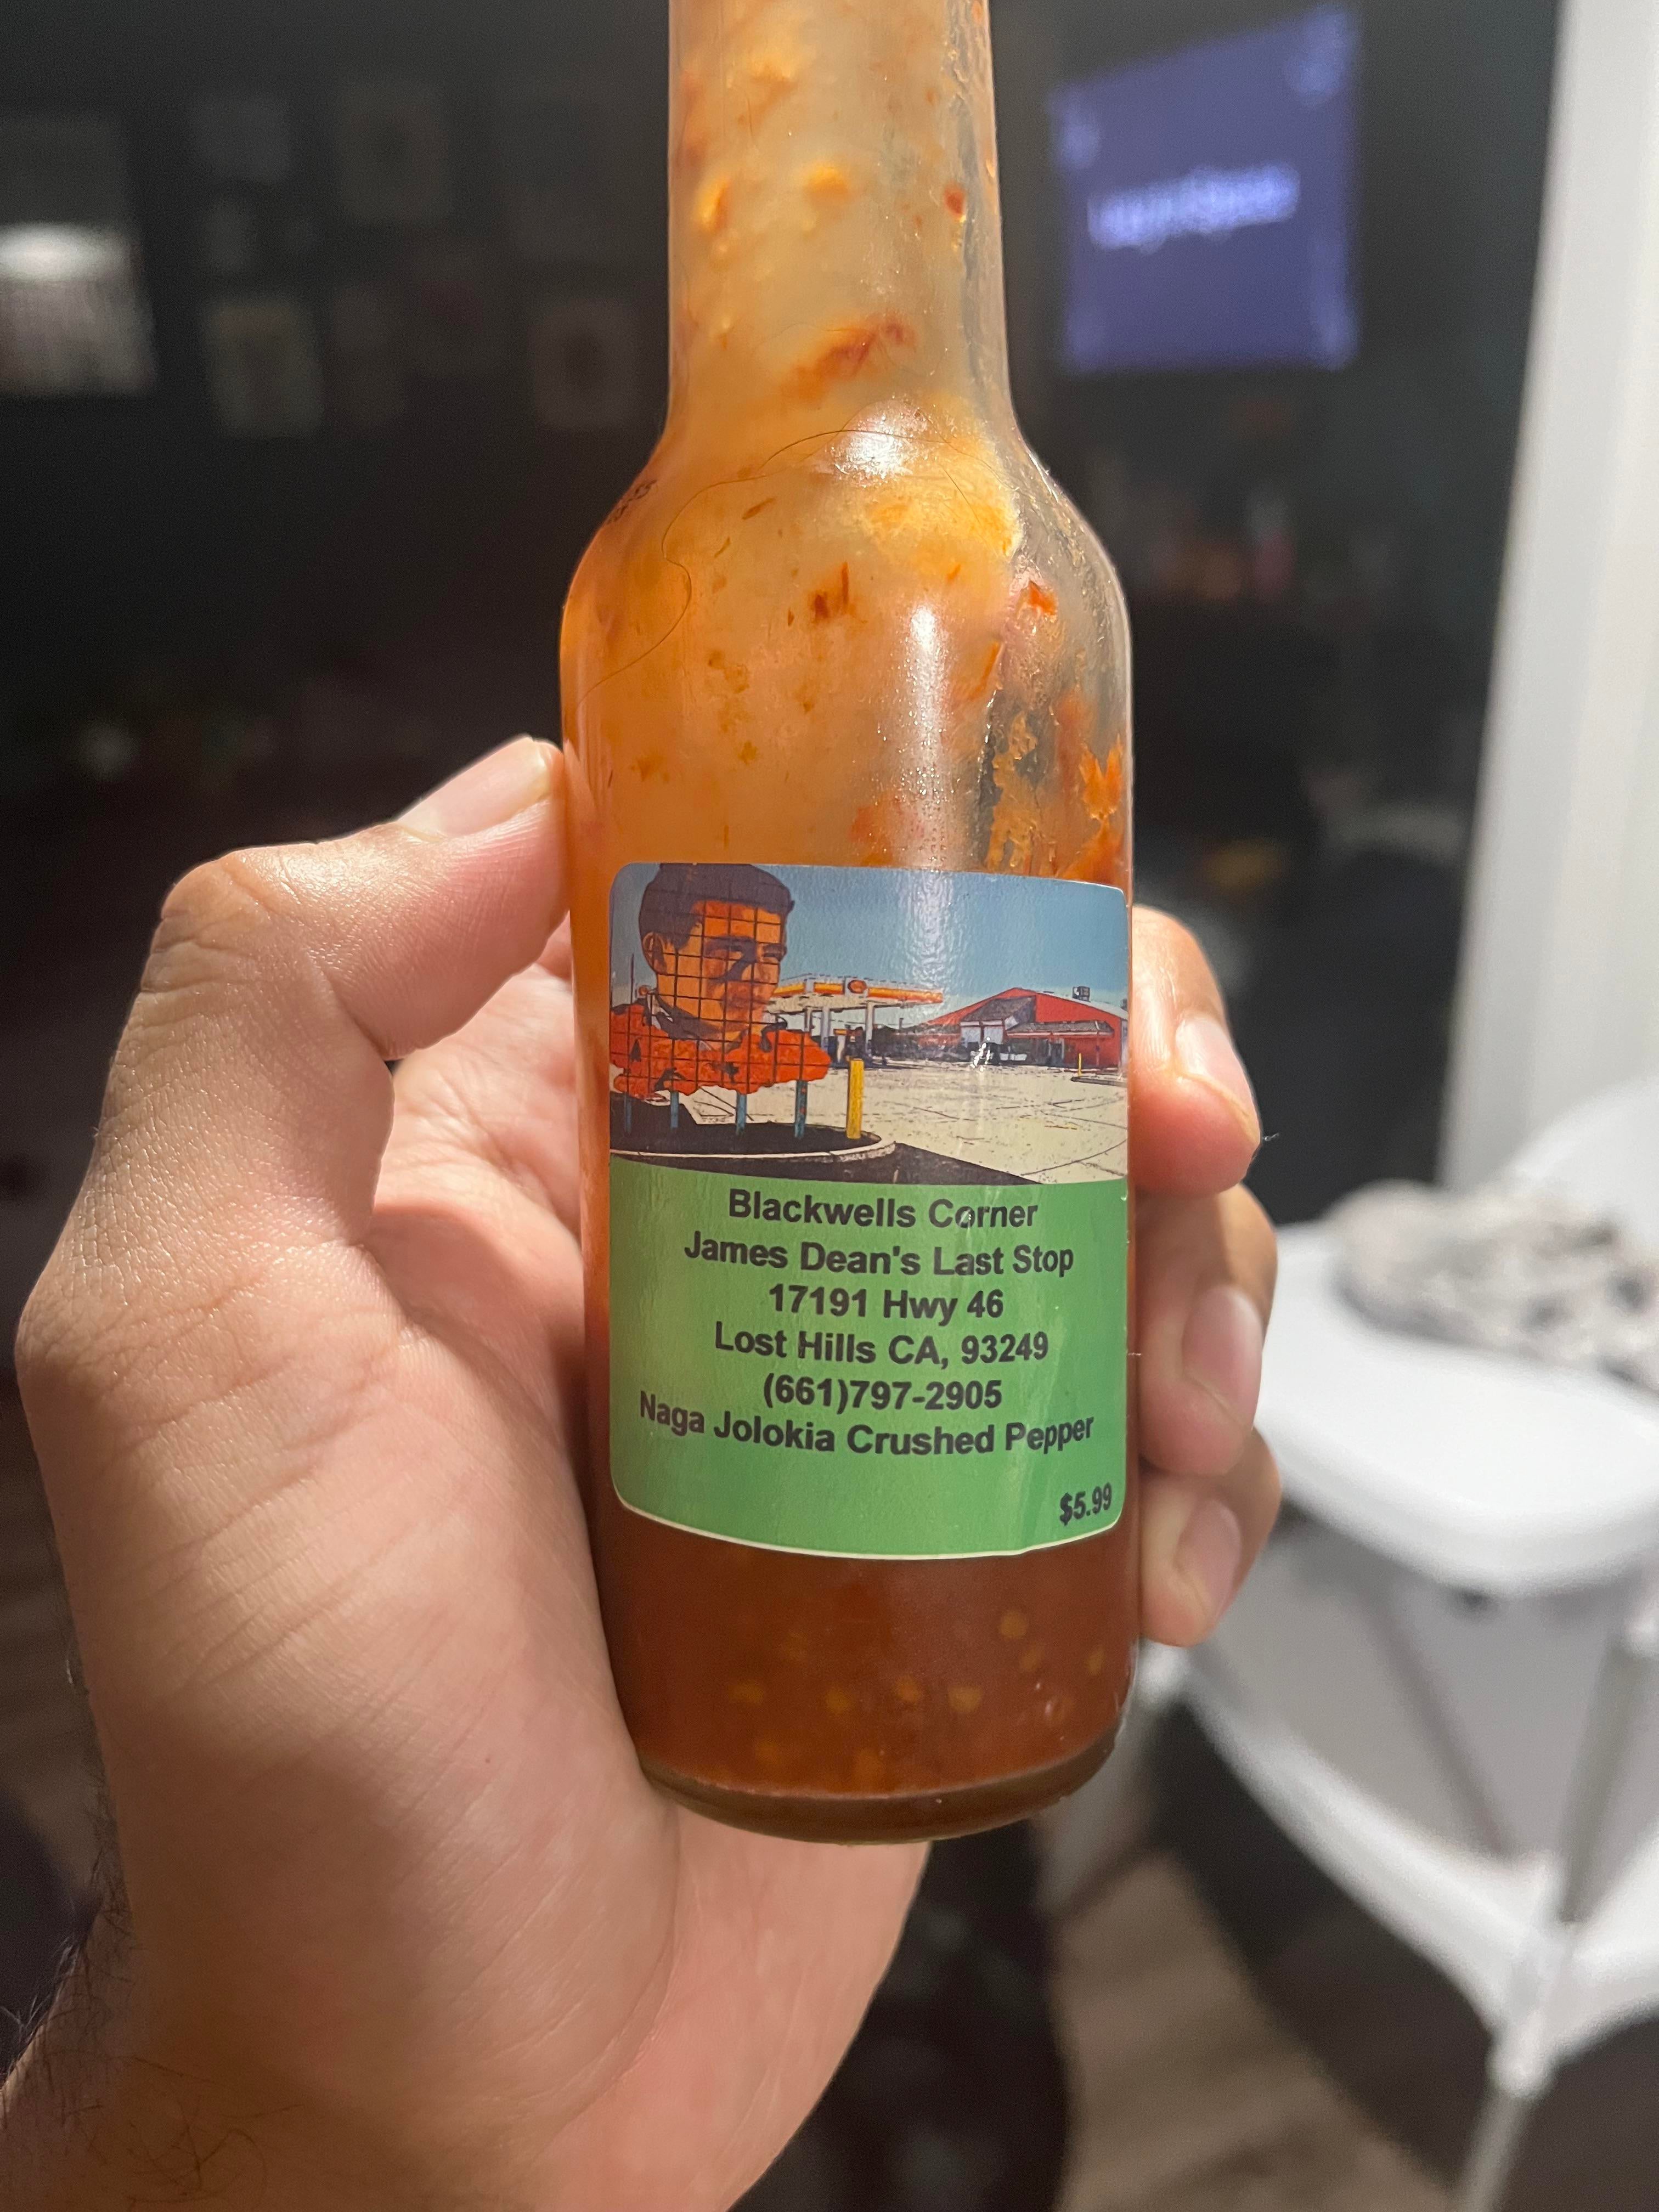 Blackwells Corner
James Dean's Last Stop
17191 Hwy 46
Lost Hills CA, 93249
(661)797-2905
Naga Jolokia Crushed Pepper
$5.99